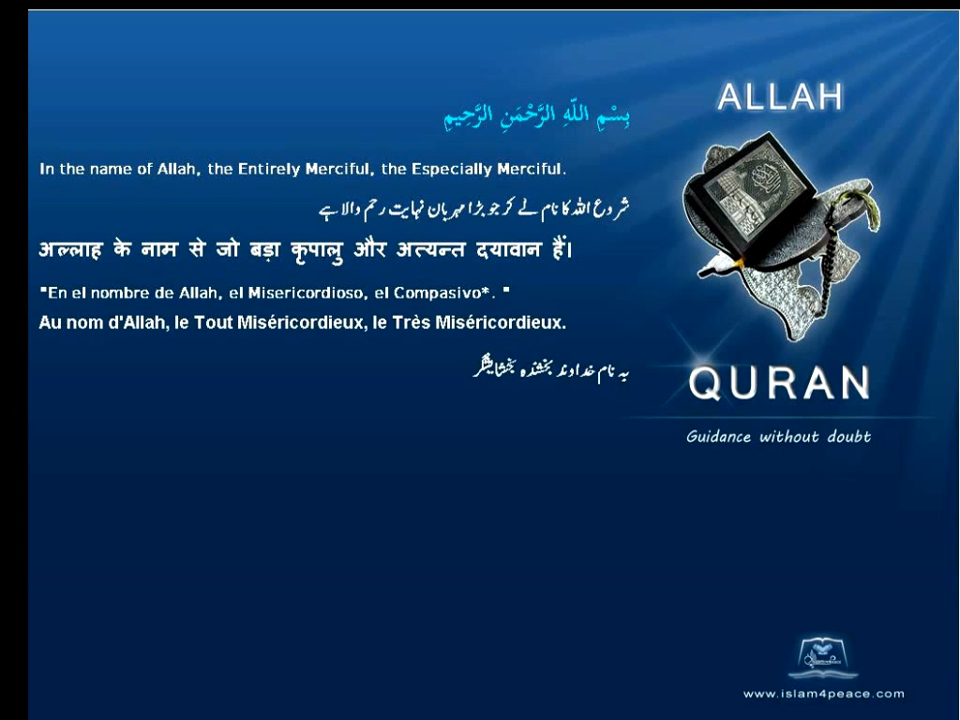 بِسْمِ اللّهِ الرَّحْمَنِ الرَّحِيمِ
In the name of Allah, the Entirely Merciful, the Especially Merciful.
شروع الله کا نام لے کر جو بڑا مہربان نہایت رحم والا ہے
अल्लाह के नाम से जो बड़ा कृपालु और अत्यन्त दयावान हैं।
"En el nombre de Allah, el Misericordioso, el Compasivo*. "
Au nom d'Allah, le Tout Miséricordieux, le Très Miséricordieux.
به نام خداوند بخشنده بخشایشگر
ALLAH
QURAN
Guidance without doubt
www.islam4peace.com